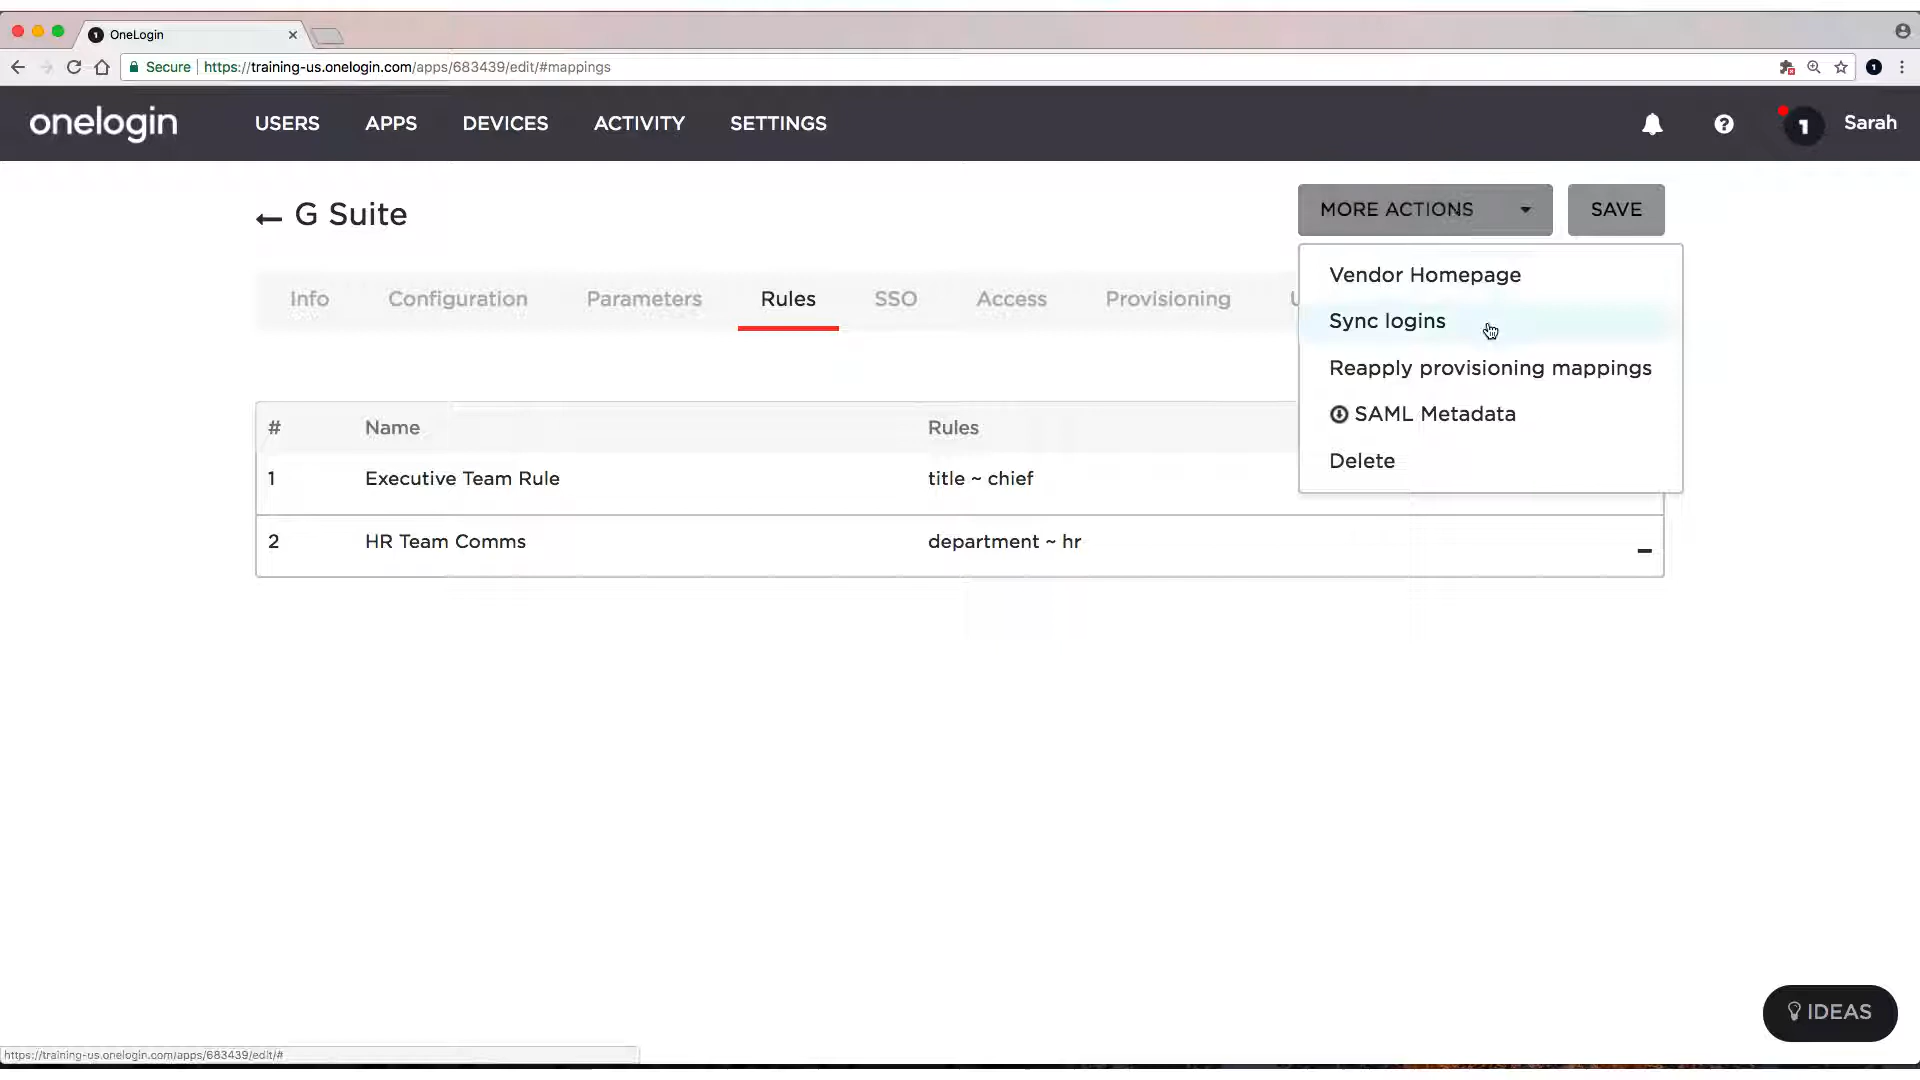 OneLogin
Secure https://training-us.onelogin.com/apps/683439/edit/#mappings
onelogin USERS APPS DEVICES ACTIVITY SETTINGS Sarah
G Suite
MORE ACTIONS SAVE
Info Configuration Parameters Rules SSO Access Provisioning
Vendor Homepage
Sync logins
Reapply provisioning mappings
SAML Metadata
Delete
# Name Rules
1 Executive Team Rule title ~ chief
2 HR Team Comms department ~ hr
IDEAS
https://training-us.onelogin.com/apps/683439/edit/#